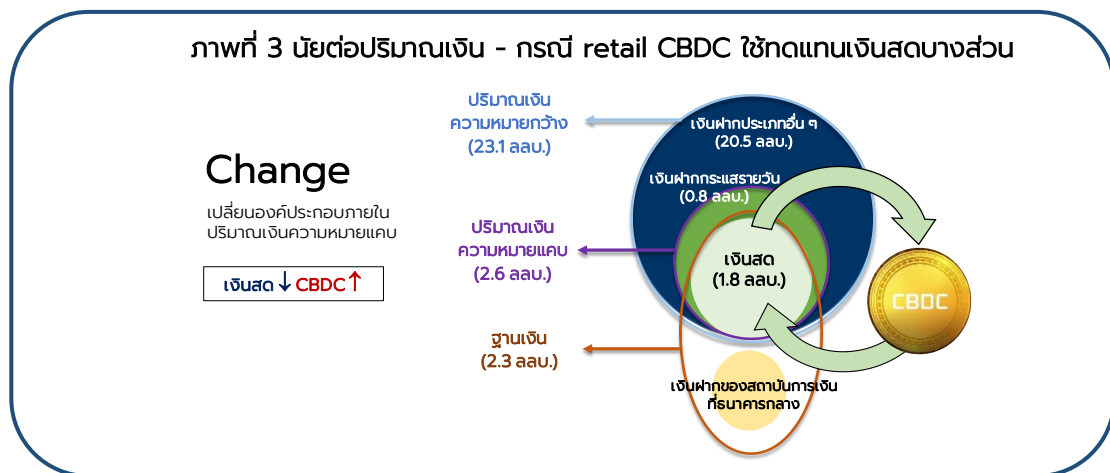 ภาพที่ 3 นัยต่อปริมาณเงิน - กรณี retail CBDC ใช้ทดแทนเงินสดบางส่วน
Change
เปลี่ยนองค์ประกอบภายใน
ปริมาณเงินความหมายแคบ
เงินสด ↓ CBDC ↑
ปริมาณเงิน
ความหมายกว้าง
(23.1 ลลบ.)
ปริมาณเงิน
ความหมายแคบ
(2.6 ลลบ.)
ฐานเงิน
(2.3 ลลบ.)
เงินฝากประเภทอื่น ๆ
(20.5 ลลบ.)
เงินฝากกระแสรายวัน
(0.8 ลลบ.)
เงินสด
(1.8 ลลบ.)
เงินฝากของสถาบันการเงิน
ที่ธนาคารกลาง
CBDC